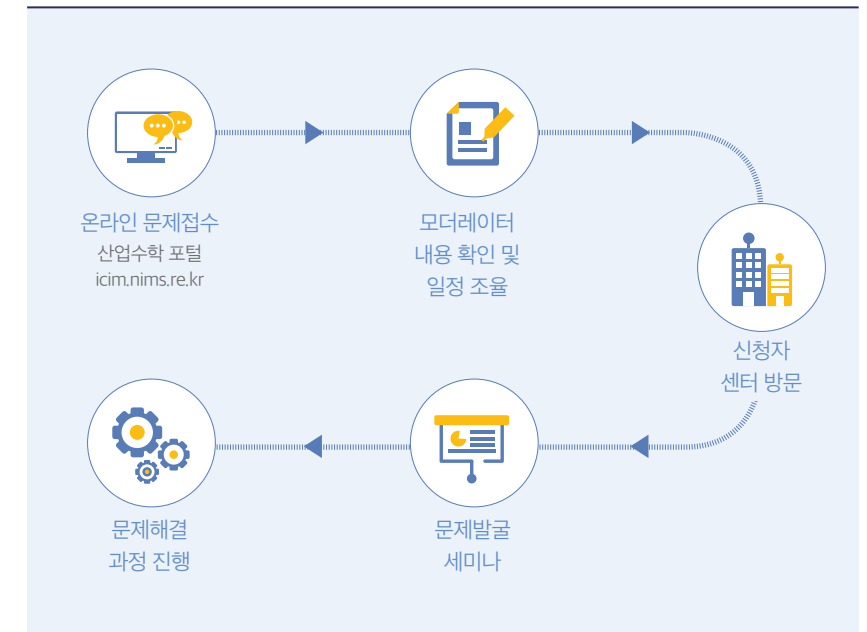 온라인 문제접수
산업수학 포털
icim.nims.re.kr
모더레이터
내용 확인 및
일정 조율
신청자
센터 방문
문제발굴
세미나
문제해결
과정 진행